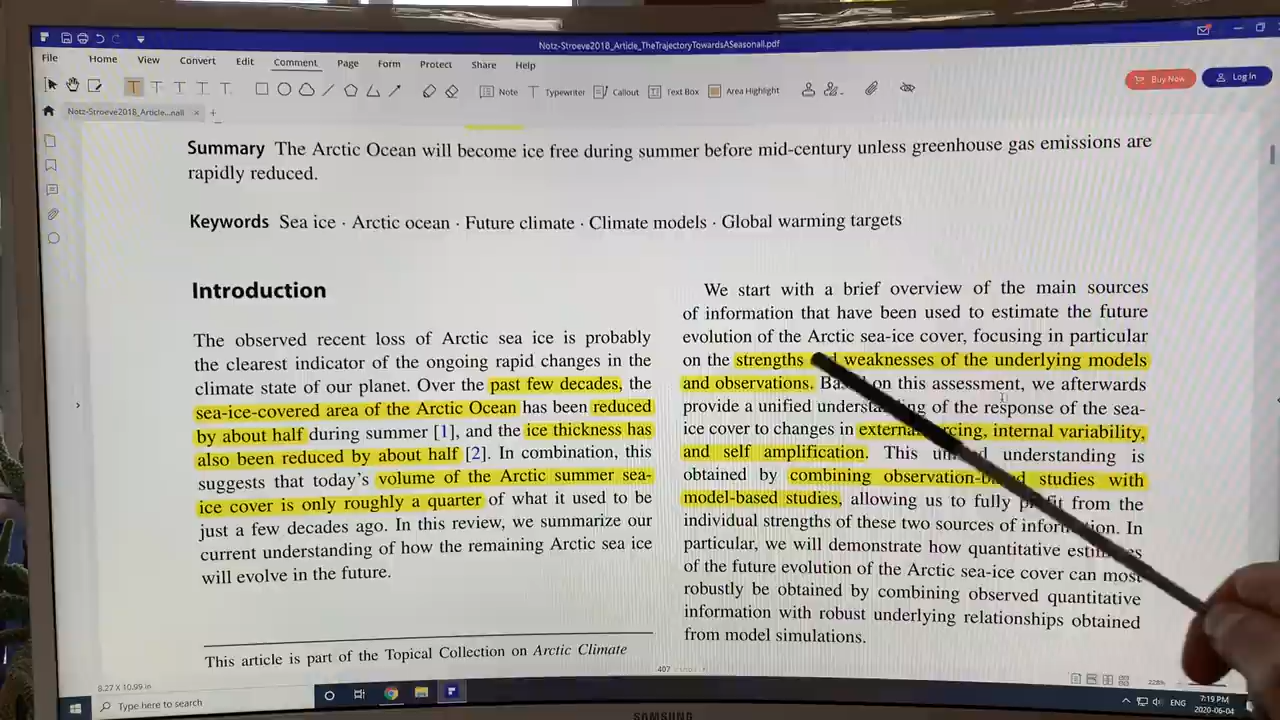 Notz-Stroeve2018_Article_TheTrajectoryTowardsASeasonall.pdf
File Home View Convert Edit Comment Page Form Protect Share Help
Note Typewriter Callout Text Box Area Highlight
Buy Now
Log In
Notz-Stroeve2018_Article...nall
Summary The Arctic Ocean will become ice free during summer before mid-century unless greenhouse gas emissions are
rapidly reduced.
Keywords Sea ice · Arctic ocean · Future climate · Climate models · Global warming targets
Introduction
The observed recent loss of Arctic sea ice is probably
the clearest indicator of the ongoing rapid changes in the
climate state of our planet. Over the past few decades, the
sea-ice-covered area of the Arctic Ocean has been reduced
by about half during summer [1], and the ice thickness has
also been reduced by about half [2]. In combination, this
suggests that today's volume of the Arctic summer sea-
ice cover is only roughly a quarter of what it used to be
just a few decades ago. In this review, we summarize our
current understanding of how the remaining Arctic sea ice
will evolve in the future.
This article is part of the Topical Collection on Arctic Climate
We start with a brief overview of the main sources
of information that have been used to estimate the future
evolution of the Arctic sea-ice cover, focusing in particular
on the strengths weaknesses of the underlying models
and observations. on this assessment, we afterwards
provide a unified of the response of the sea-
ice cover to changes in internal variability,
and self amplification. This understanding is
obtained by combining studies with
model-based studies, allowing us to fully from the
individual strengths of these two sources of In
particular, we will demonstrate how quantitative
of the future evolution of the Arctic sea-ice cover can most
robustly be obtained by combining observed quantitative
information with robust underlying relationships obtained
from model simulations.
407
8.27 x 10.99 in
228%
Type here to search
ENG
7:19 PM
2020-06-04
SAMSUNG